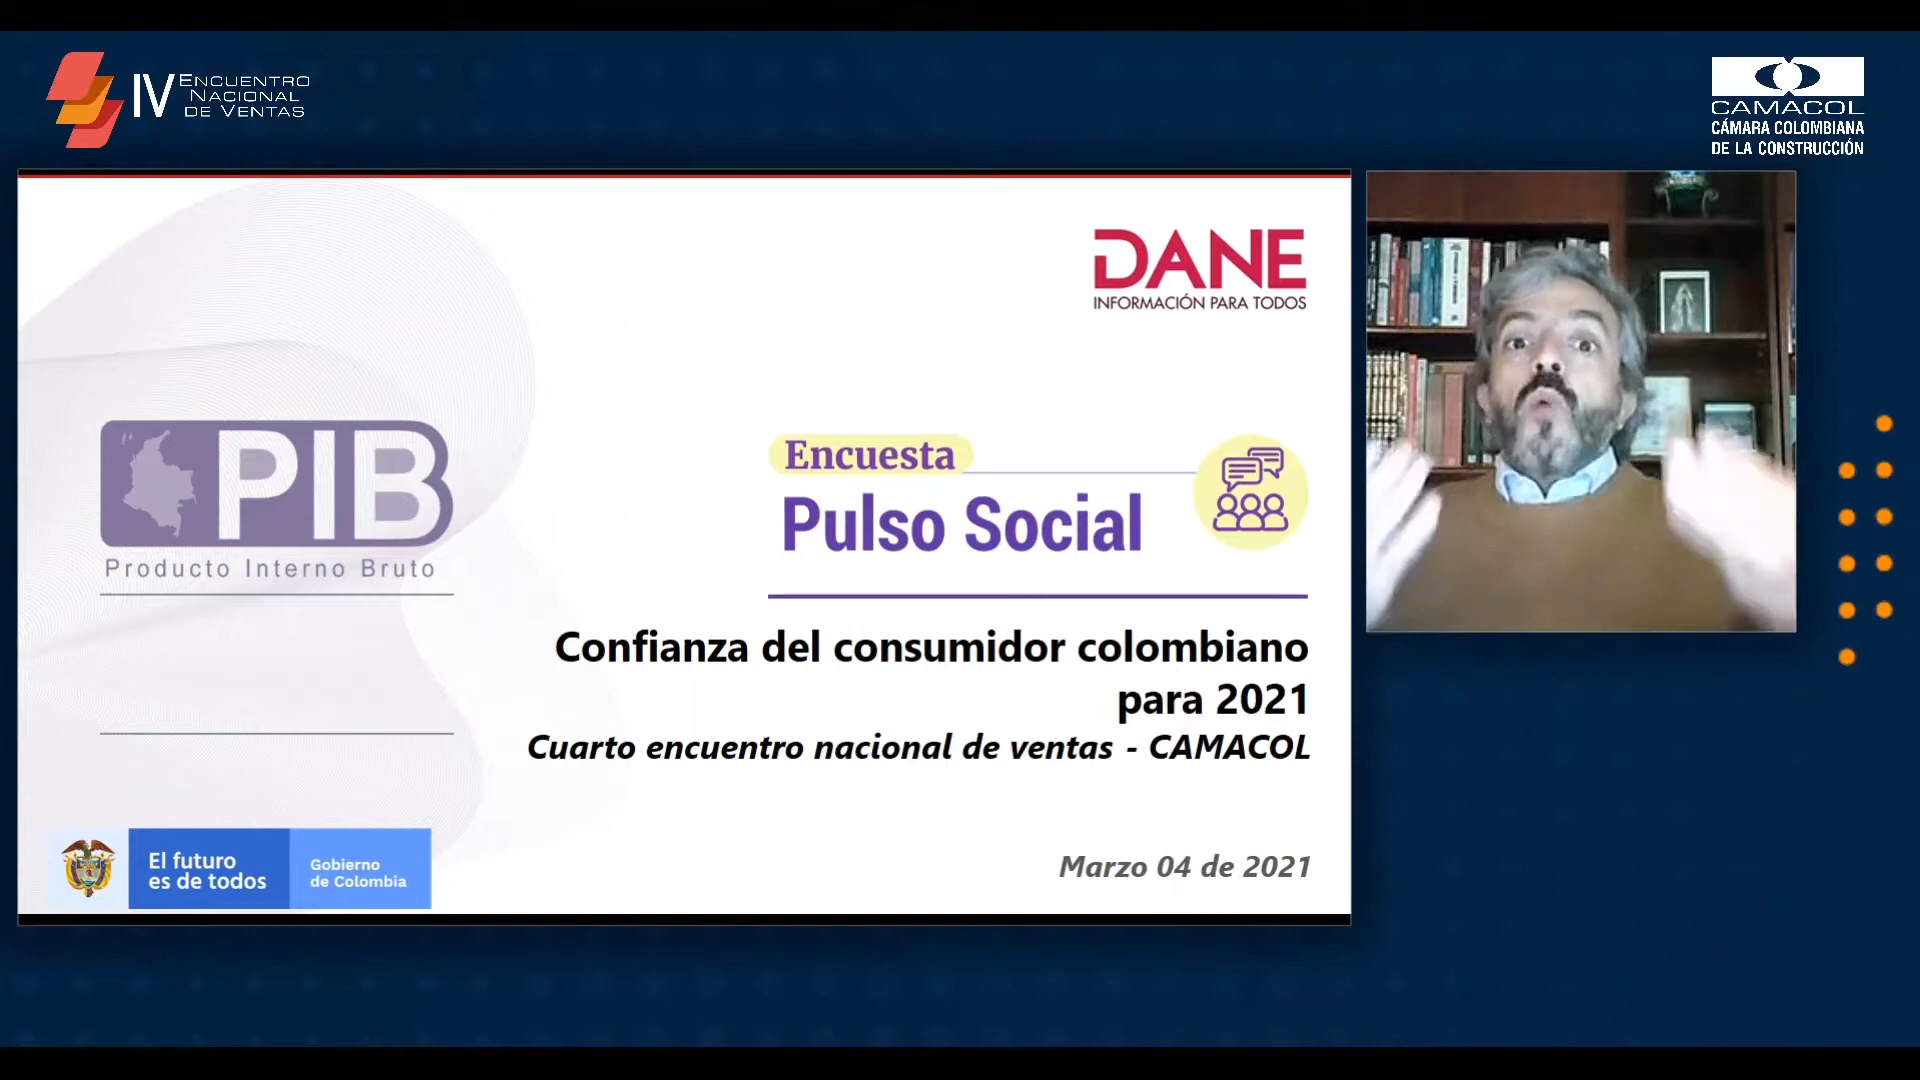 IV ENCUENTRO
NACIONAL
DE VENTAS
CAMACOL
CÁMARA COLOMBIANA
DE LA CONSTRUCCIÓN
DANE
INFORMACIÓN PARA TODOS
PIB
Producto Interno Bruto
Encuesta
Pulso Social
Confianza del consumidor colombiano
para 2021
Cuarto encuentro nacional de ventas - CAMACOL
Marzo 04 de 2021
El futuro
es de todos
Gobierno
de Colombia